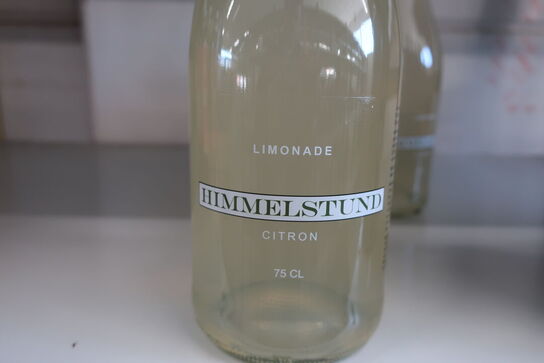 LIMONADE
HIMMELSTUND
CITRON
75 CL